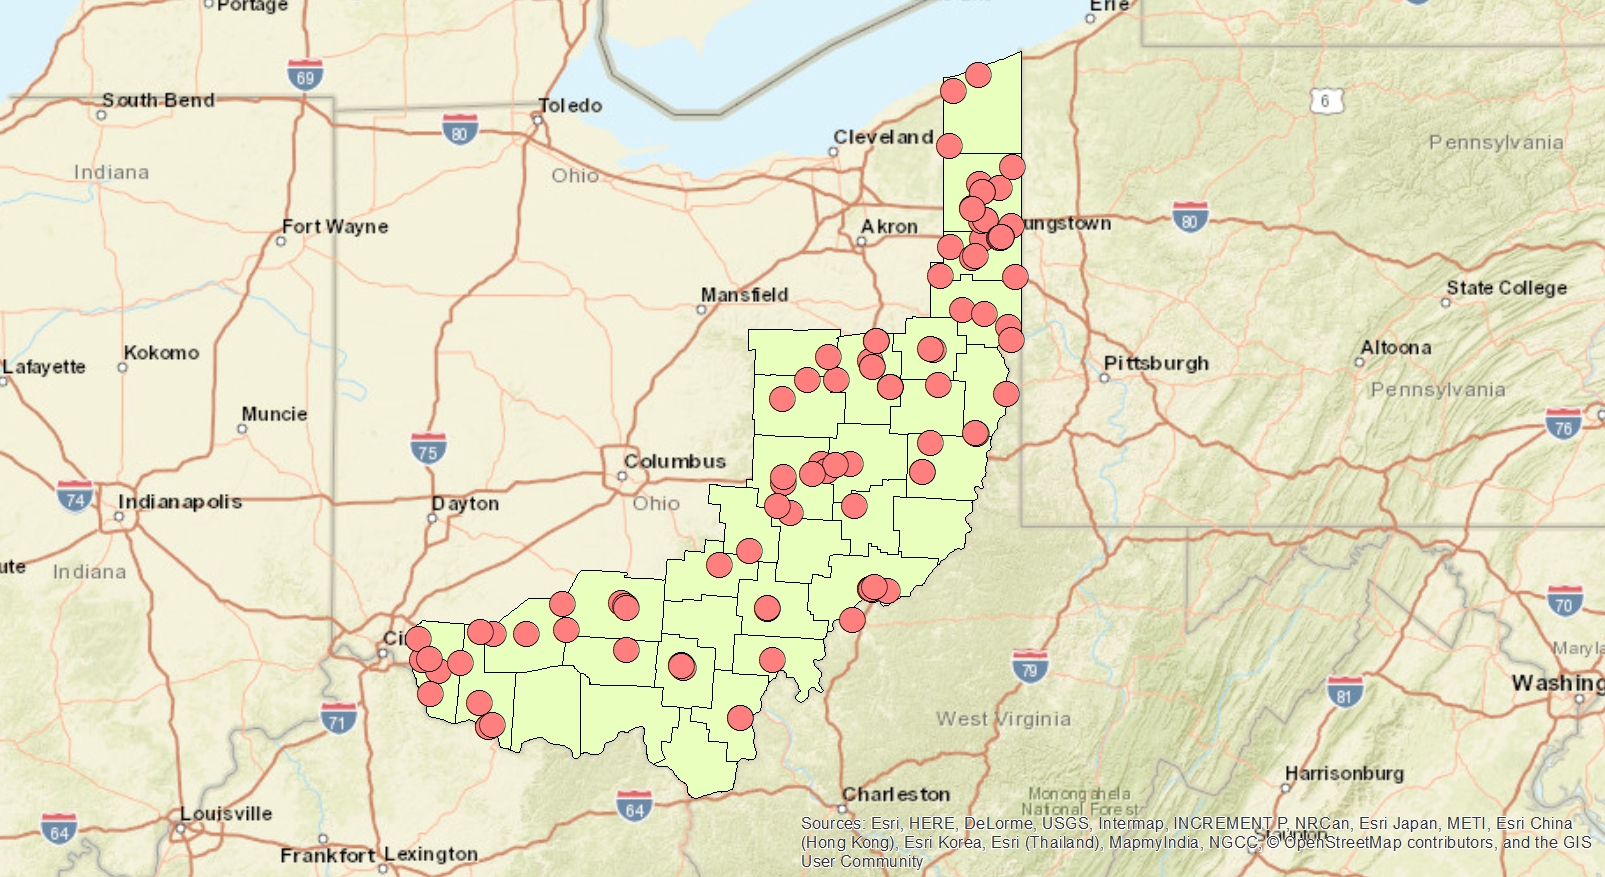 Portage
Erie
69
South Bend
Toledo
6
80
Cleveland
Pennsylvania
Indiana
Ohio
80
Fort Wayne
Akron
ungstown
Mansfield
State College
Kokomo
Lafayette
Altoona
Pittsburgh
Pennsylvania
Muncie
76
75
Columbus
74
Indianapolis
Dayton
Ohio
ute
Indiana
70
Cin
Maryla
79
Washing
81
71
West Virginia
Harrisonburg
Charleston
Monongahela
National Forest
64
Louisville
64
Staunton
Frankfort
Lexington
Sources: Esri, HERE, DeLorme, USGS, Intermap, INCREMENT P, NRCan, Esri Japan, METI, Esri China
(Hong Kong), Esri Korea, Esri (Thailand), MapmyIndia, NGCC, © OpenStreetMap contributors, and the GIS
User Community